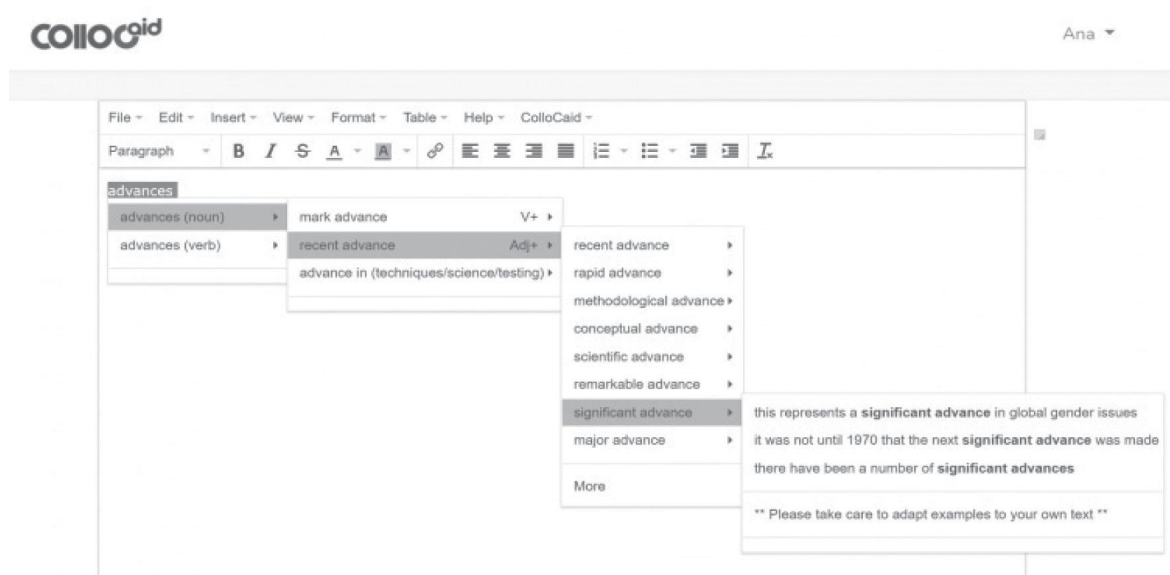 ColloCaid
Ana
File Edit Insert View Format Table Help ColloCaid
Paragraph B I S A A
advances
advances (noun)
advances (verb)
mark advance V+
recent advance Adj+
advance in (techniques/science/testing)
recent advance
rapid advance
methodological advance
conceptual advance
scientific advance
remarkable advance
significant advance
major advance
More
this represents a significant advance in global gender issues
it was not until 1970 that the next significant advance was made
there have been a number of significant advances
** Please take care to adapt examples to your own text **